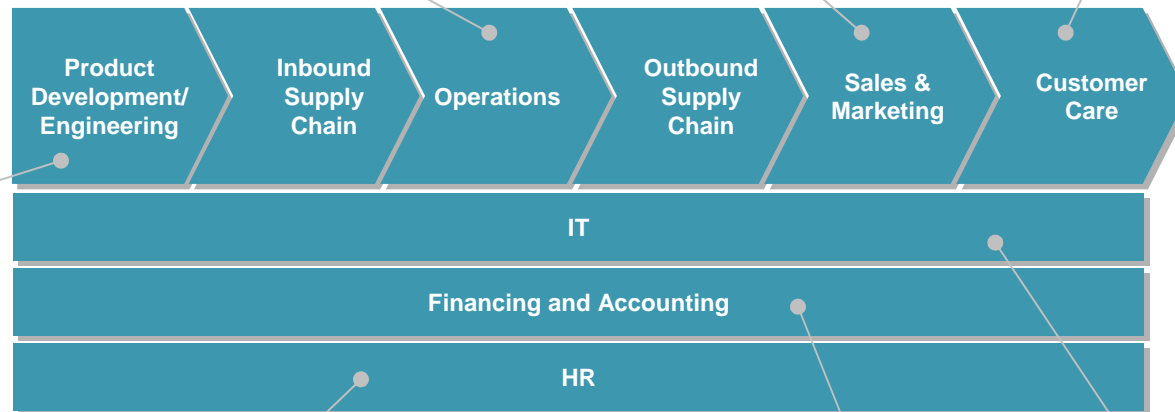 Product
Development/
Engineering
Inbound
Supply
Chain
Operations
Outbound
Supply
Chain
Sales &
Marketing
Customer
Care
IT
Financing and Accounting
HR